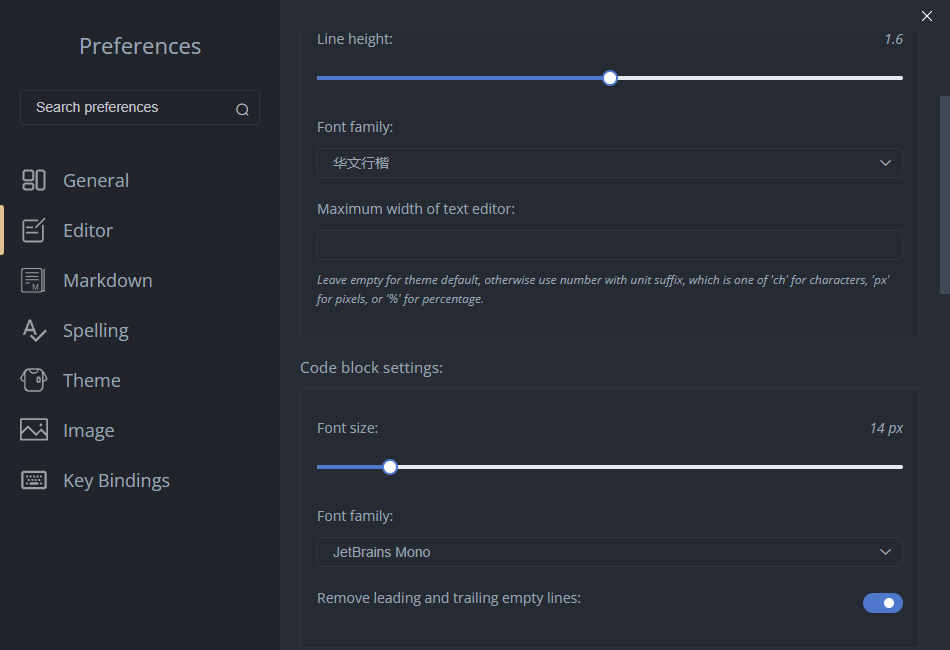 Preferences
Search preferences
General
Editor
Markdown
Spelling
Theme
Image
Key Bindings
Line height:
1.6
Font family:
华文行楷
Maximum width of text editor:
Leave empty for theme default, otherwise use number with unit suffix, which is one of 'ch' for characters, 'px'
for pixels, or '%' for percentage.
Code block settings:
Font size:
14 px
Font family:
JetBrains Mono
Remove leading and trailing empty lines: